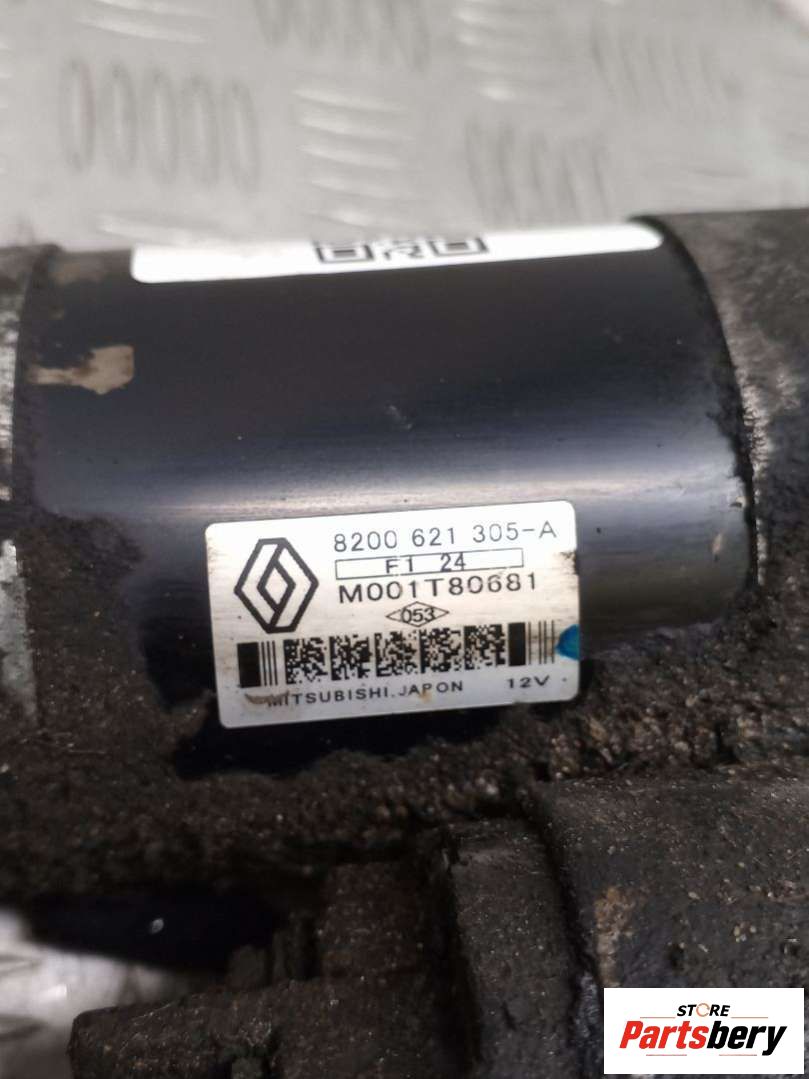 8200 621 305-A
F1 24
M001T80681
053
MITSUBISHI.JAPON 12V
STORE
Partsbery